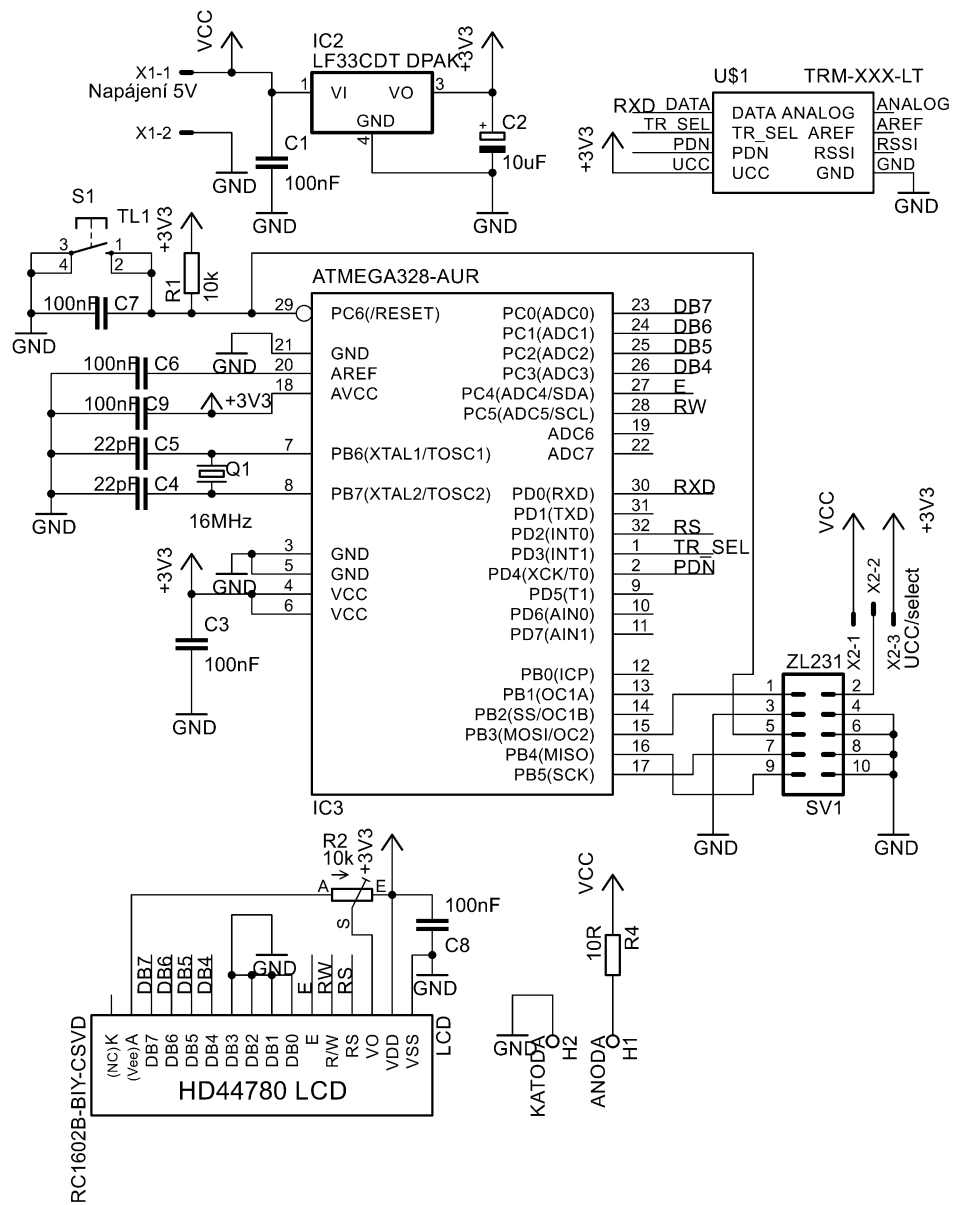 VCC
IC2
LF33CDT DPAK
+3V3
X1-1
Napájení 5V
1 VI VO 3
GND
4
X1-2
C1
100nF
C2
+
10uF
GND
GND
GND
U$1 TRM-XXX-LT
RXD DATA DATA ANALOG ANALOG
TR_SEL TR_SEL AREF AREF
PDN PDN RSSI RSSI
UCC UCC GND GND
+3V3
GND
S1
TL1
3 1
4 2
+3V3
R1
10k
100nF C7
GND
ATMEGA328-AUR
29 PC6(/RESET)
GND
21 GND
20 AREF
18 AVCC
100nF C6
100nF C9
+3V3
22pF C5
22pF C4
Q1
16MHz
GND
7 PB6(XTAL1/TOSC1)
8 PB7(XTAL2/TOSC2)
+3V3
GND
3 GND
5 GND
4 VCC
6 VCC
C3
100nF
GND
PC0(ADC0) 23 DB7
PC1(ADC1) 24 DB6
PC2(ADC2) 25 DB5
PC3(ADC3) 26 DB4
PC4(ADC4/SDA) 27 E
PC5(ADC5/SCL) 28 RW
ADC6 19
ADC7 22
PD0(RXD) 30 RXD
PD1(TXD) 31
PD2(INT0) 32 RS
PD3(INT1) 1 TR_SEL
PD4(XCK/T0) 2 PDN
PD5(T1) 9
PD6(AIN0) 10
PD7(AIN1) 11
PB0(ICP) 12
PB1(OC1A) 13
PB2(SS/OC1B) 14
PB3(MOSI/OC2) 15
PB4(MISO) 16
PB5(SCK) 17
IC3
VCC
+3V3
X2-1
X2-2
X2-3
UCC/select
ZL231
1 2
3 4
5 6
7 8
9 10
SV1
GND
GND
R2
10k
+3V3
A E
S
100nF
C8
GND
GND
DB7
DB6
DB5
DB4
E
RW
RS
(NC)K
(Vee)A
DB7
DB6
DB5
DB4
DB3
DB2
DB1
DB0
E
R/W
RS
VO
VDD
VSS
LCD
HD44780 LCD
RC1602B-BIY-CSVD
VCC
10R
R4
GND
KATODA
H2
ANODA
H1